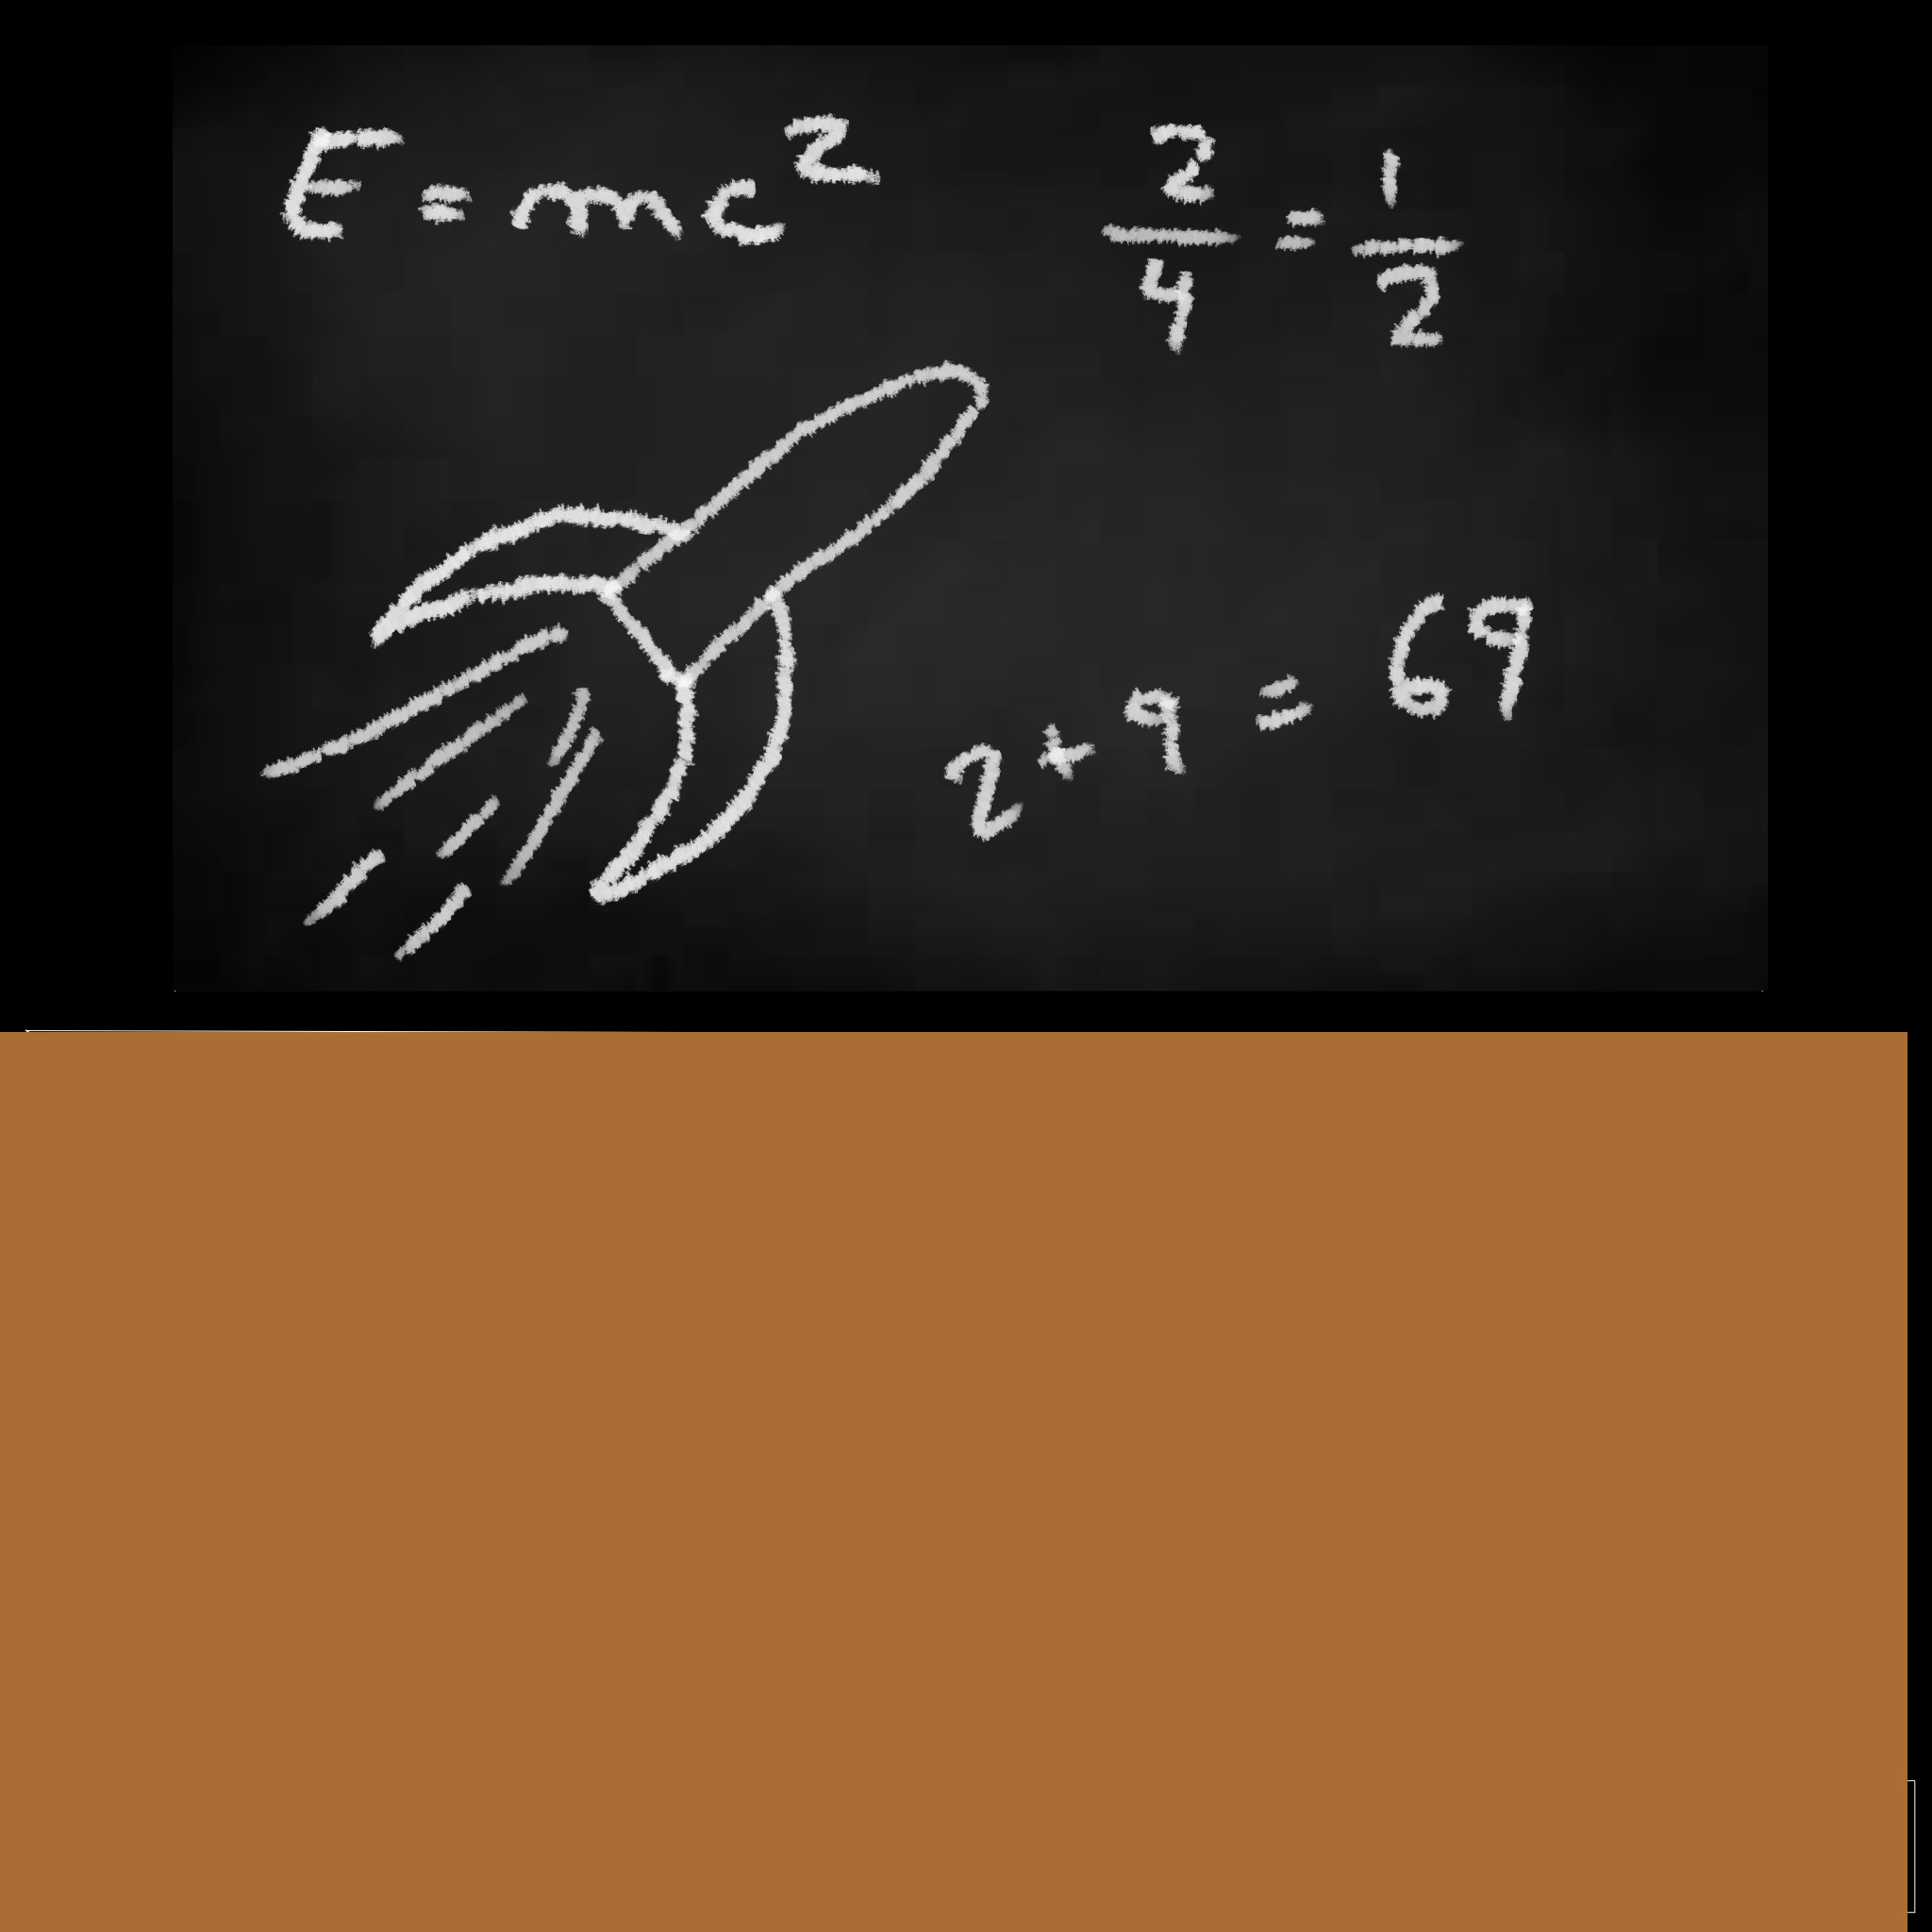 E = mc²
2/4 = 1/2
2 + 9 = 69